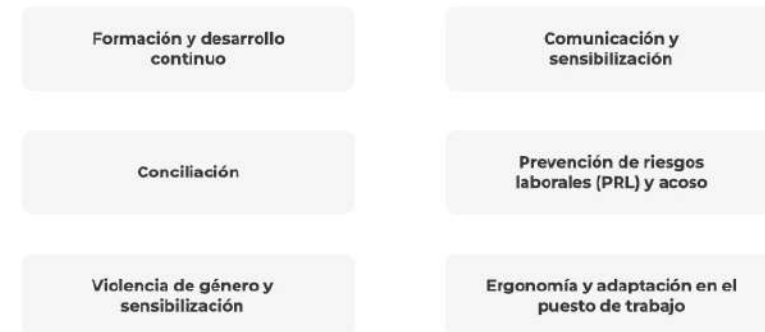 Formación y desarrollo
continuo
Comunicación y
sensibilización
Conciliación
Prevención de riesgos
laborales (PRL) y acoso
Violencia de género y
sensibilización
Ergonomía y adaptación en el
puesto de trabajo